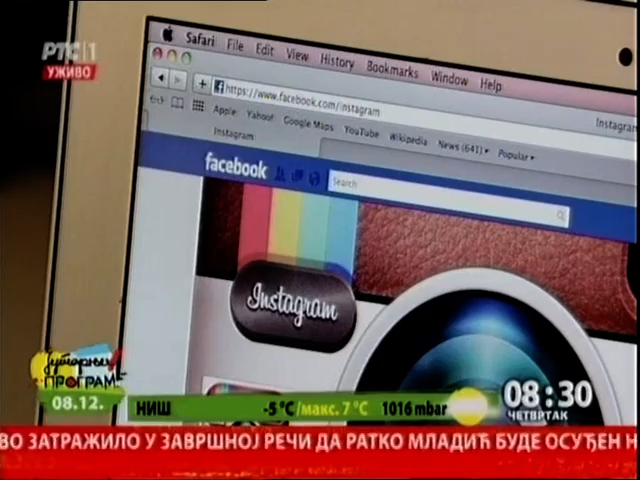 РТС 1
УЖИВО
Safari File Edit View History Bookmarks Window Help
https://www.facebook.com/instagram
Apple Yahoo! Google Maps YouTube Wikipedia News (641) Popular
Instagram
Instagram
facebook
Search
Instagram
Јутарњи
ПРОГРАМ
08.12.
НИШ -5 °C /макс. 7 °C 1016 mbar
08:30
ЧЕТВРТАК
ВО ЗАТРАЖИЛО У ЗАВРШНОЈ РЕЧИ ДА РАТКО МЛАДИЋ БУДЕ ОСУЂЕН Н